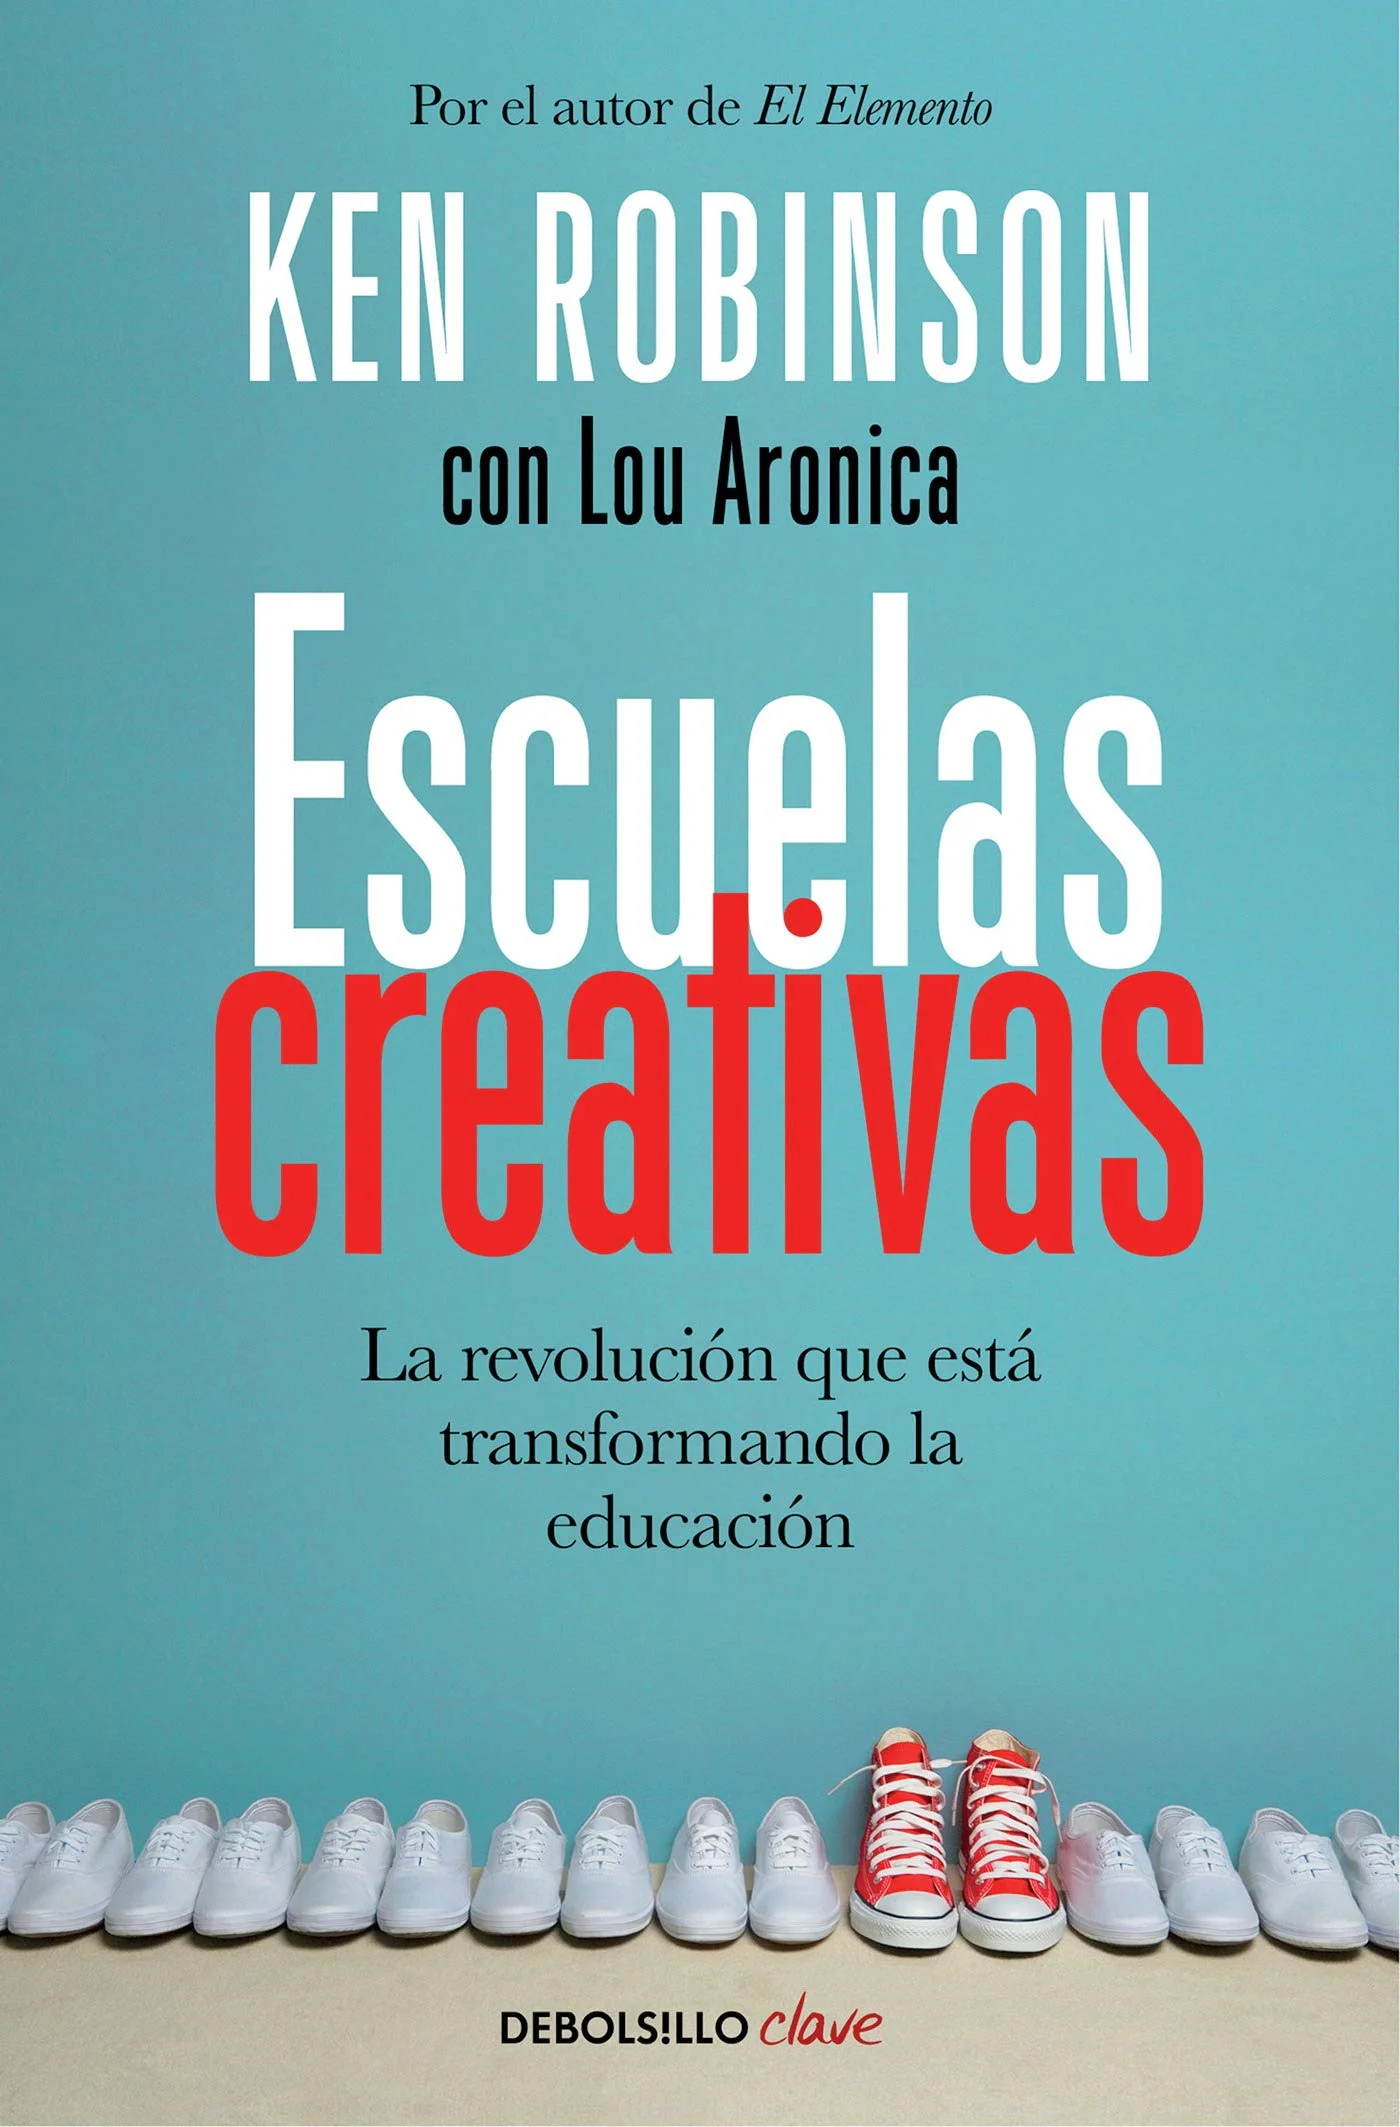 Por el autor de El Elemento
KEN ROBINSON
con Lou Aronica
Escuelas
creativas
La revolución que está
transformando la
educación
DEBOLS!LLO clave